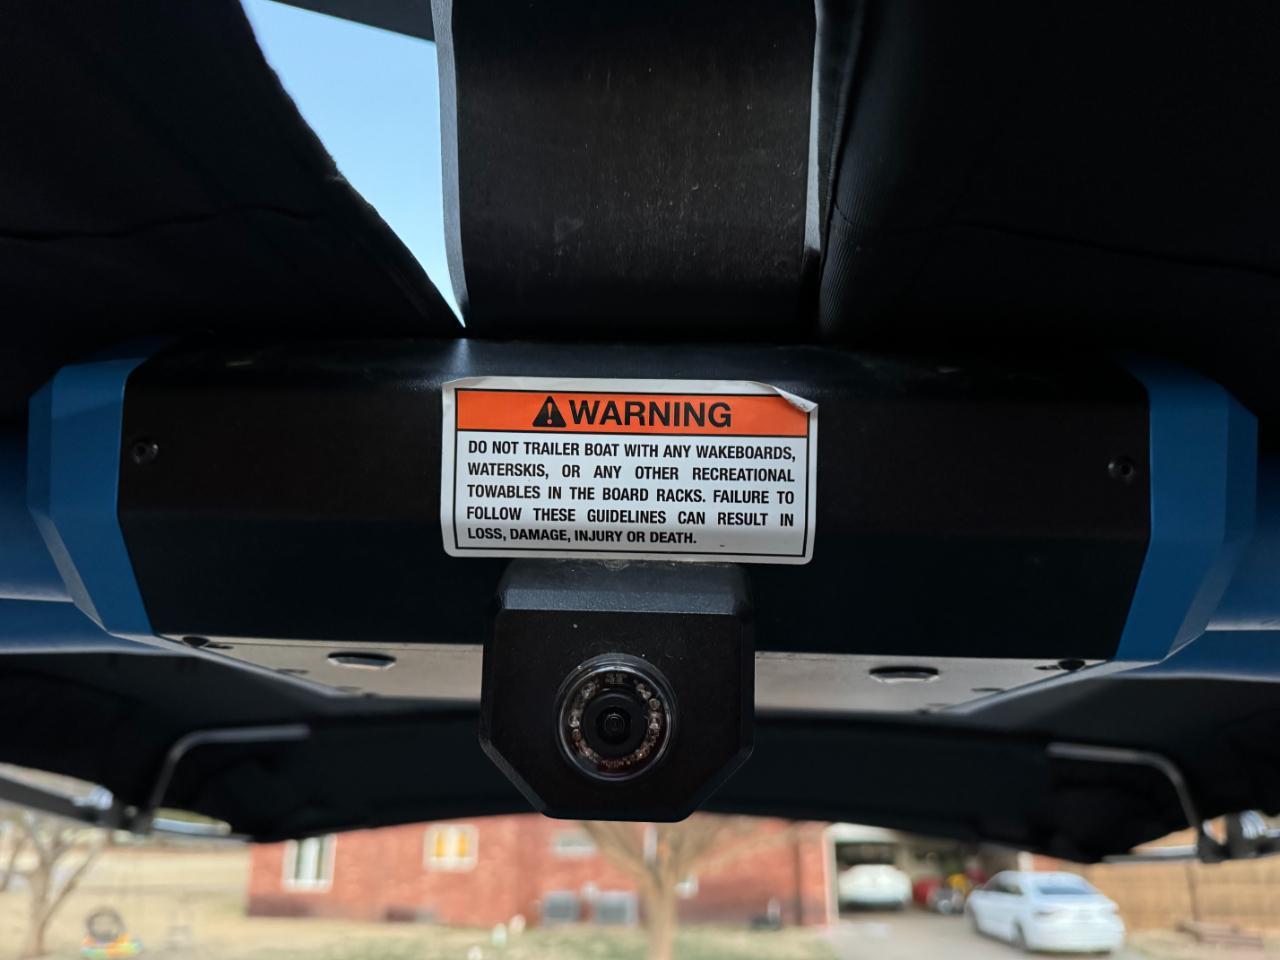 WARNING
DO NOT TRAILER BOAT WITH ANY WAKEBOARDS,
WATERSKIS, OR ANY OTHER RECREATIONAL
TOWABLES IN THE BOARD RACKS. FAILURE TO
FOLLOW THESE GUIDELINES CAN RESULT IN
LOSS, DAMAGE, INJURY OR DEATH.